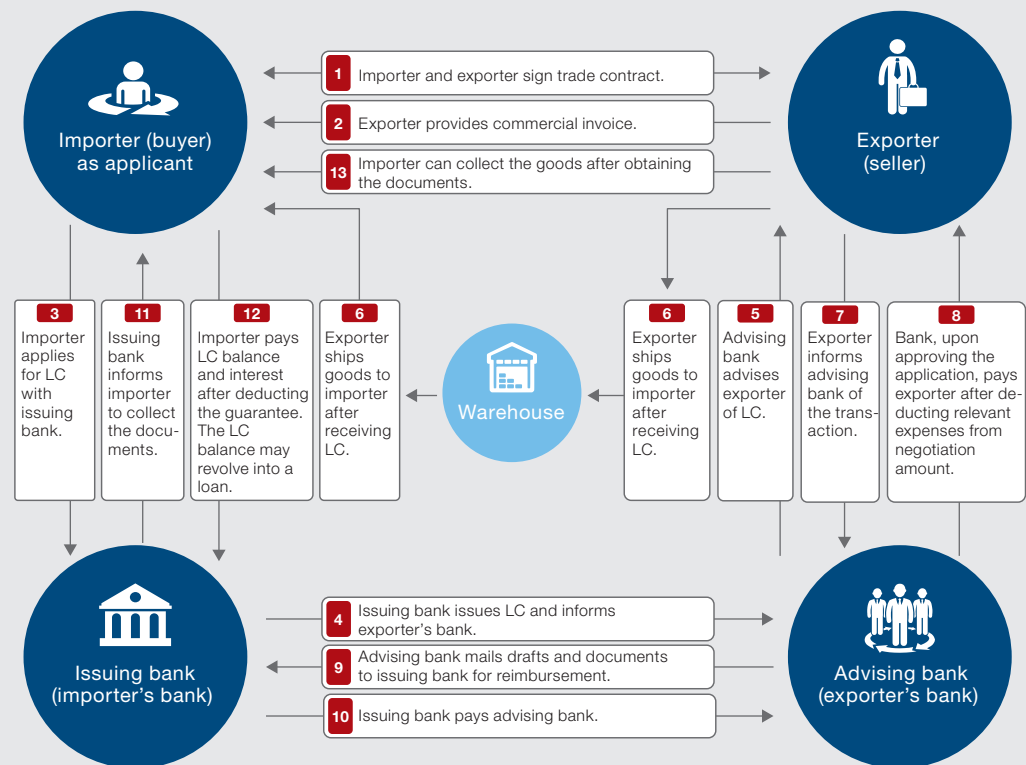 Importer (buyer)
as applicant
1
Importer and exporter sign trade contract.
2
Exporter provides commercial invoice.
13
Importer can collect the goods after obtaining
the documents.
Exporter
(seller)
3
Importer
applies
for LC
with
issuing
bank.
11
Issuing
bank
informs
importer
to collect
the docu-
ments.
12
Importer pays
LC balance
and interest
after deducting
the guarantee.
The LC
balance may
revolve into a
loan.
6
Exporter
ships
goods to
importer
after
receiving
LC.
Warehouse
6
Exporter
ships
goods to
importer
after
receiving
LC.
5
Advising
bank
advises
exporter
of LC.
7
Exporter
informs
advising
bank of
the trans-
action.
8
Bank, upon
approving the
application, pays
exporter after de-
ducting relevant
expenses from
negotiation
amount.
Issuing bank
(importer's bank)
4
Issuing bank issues LC and informs
exporter's bank.
9
Advising bank mails drafts and documents
to issuing bank for reimbursement.
10
Issuing bank pays advising bank.
Advising bank
(exporter's bank)